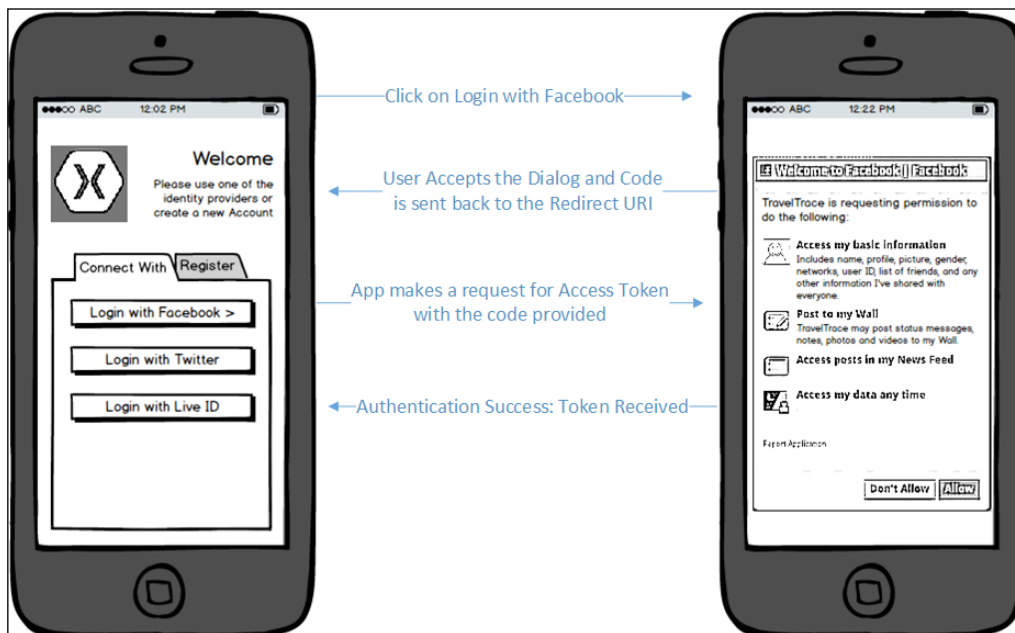 ABC 12:02 PM
Welcome
Please use one of the
identity providers or
create a new Account
Connect With
Register
Login with Facebook >
Login with Twitter
Login with Live ID
Click on Login with Facebook
User Accepts the Dialog and Code
is sent back to the Redirect URI
App makes a request for Access Token
with the code provided
Authentication Success: Token Received
ABC 12:22 PM
Welcome to Facebook | Facebook
TravelTrace is requesting permission to
do the following:
Access my basic information
Includes name, profile, picture, gender,
networks, user ID, list of friends, and any
other information I've shared with
everyone.
Post to my Wall
TravelTrace may post status messages,
notes, photos and videos to my Wall.
Access posts in my News Feed
Access my data any time
Report Application
Don't Allow
Allow